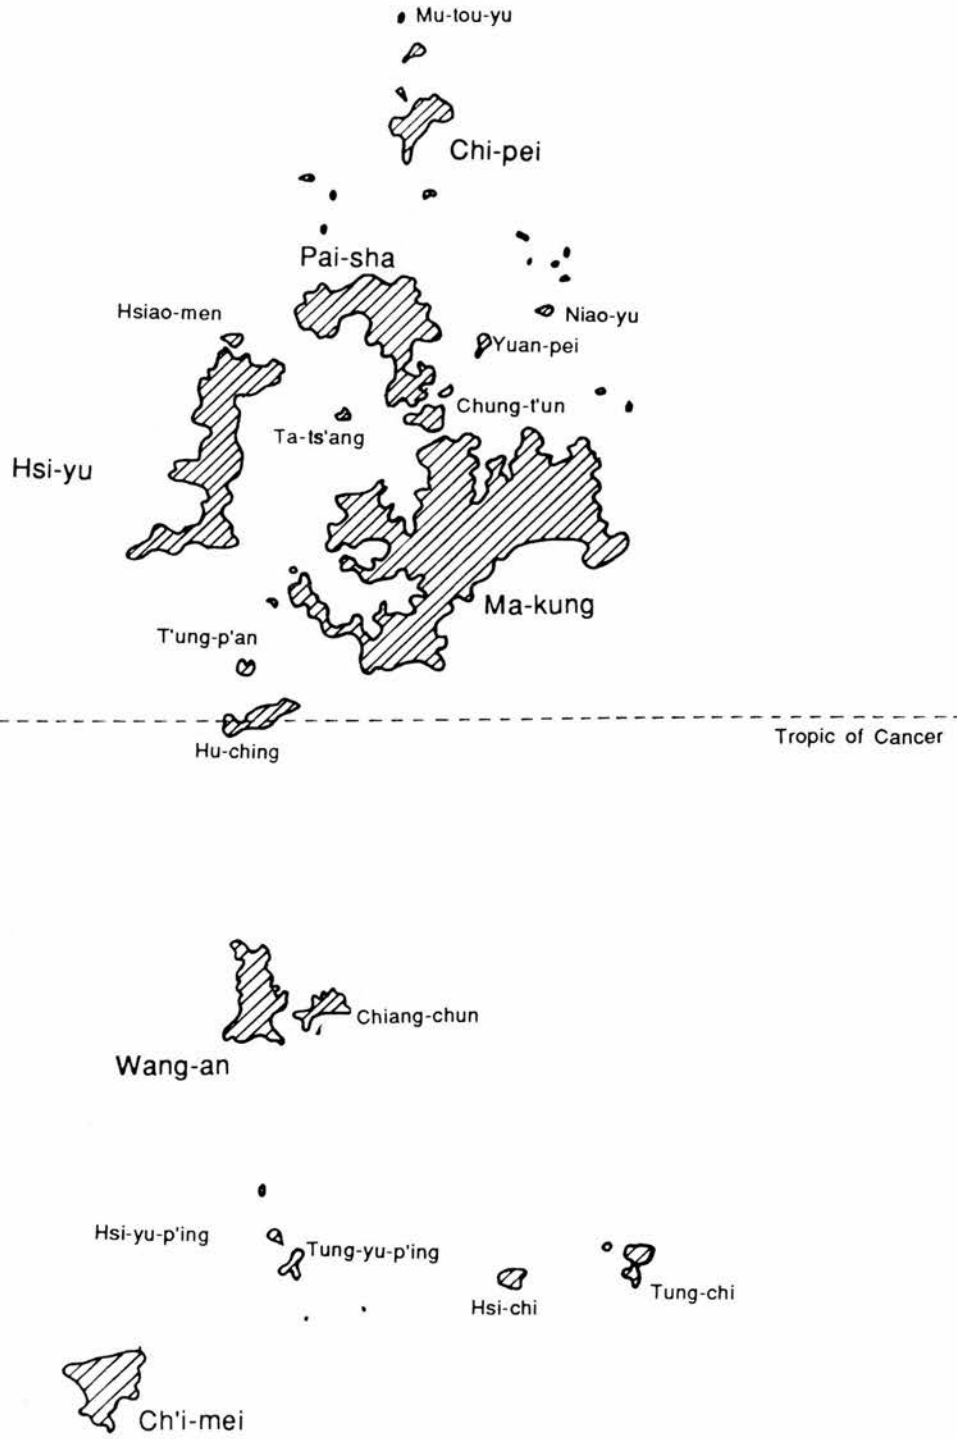 Mu-tou-yu
Chi-pei
Pai-sha
Hsiao-men
Niao-yu
Yuan-pei
Chung-t'un
Ta-ts'ang
Hsi-yu
Ma-kung
T'ung-p'an
Tropic of Cancer
Hu-ching
Chiang-chun
Wang-an
Hsi-yu-p'ing
Tung-yu-p'ing
Tung-chi
Hsi-chi
Ch'i-mei